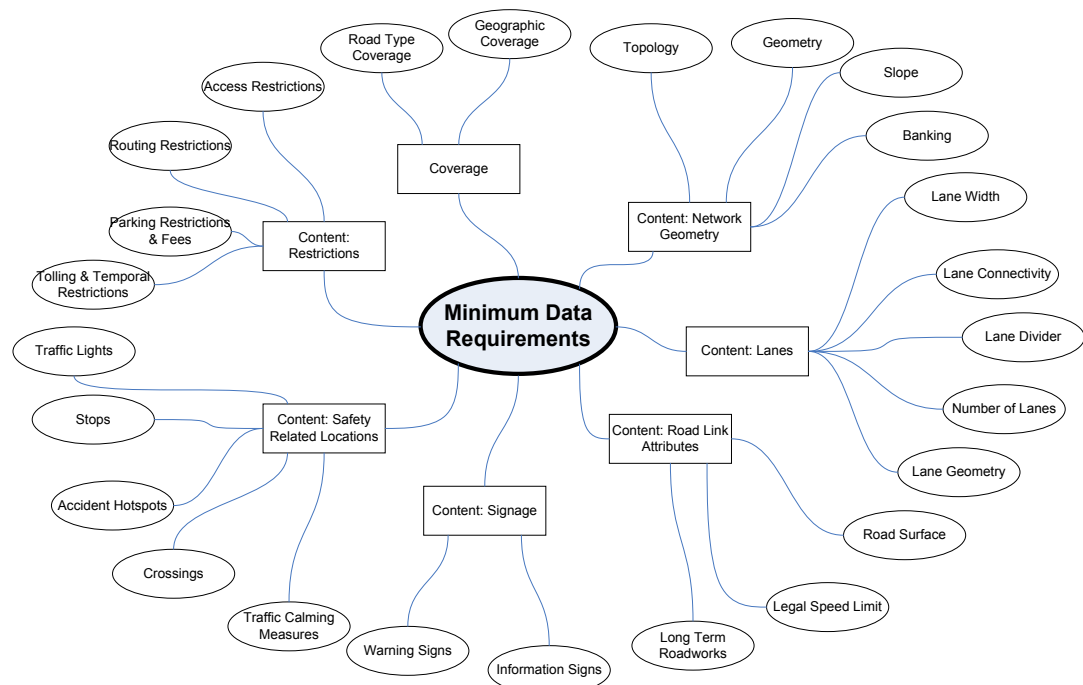 Minimum Data
Requirements
Coverage
Road Type
Coverage
Geographic
Coverage
Content: Network
Geometry
Topology
Geometry
Slope
Banking
Content: Lanes
Lane Width
Lane Connectivity
Lane Divider
Number of Lanes
Lane Geometry
Content: Road Link
Attributes
Road Surface
Legal Speed Limit
Long Term
Roadworks
Content: Signage
Information Signs
Warning Signs
Content: Safety
Related Locations
Traffic Lights
Stops
Accident Hotspots
Crossings
Traffic Calming
Measures
Content:
Restrictions
Access Restrictions
Routing Restrictions
Parking Restrictions
& Fees
Tolling & Temporal
Restrictions